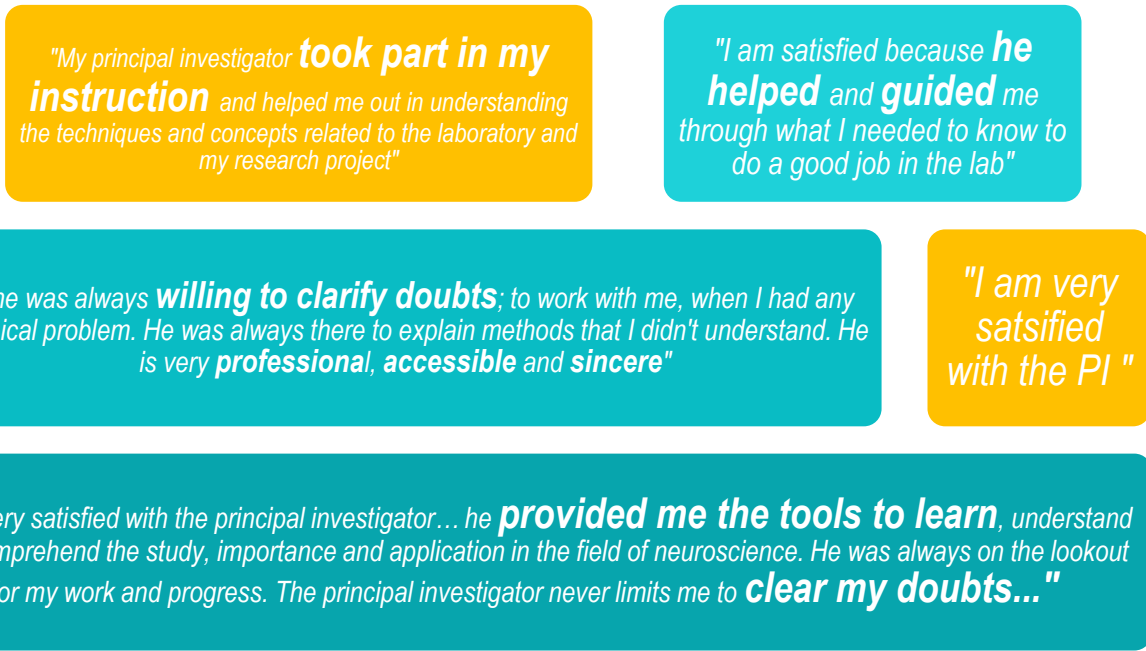 "My principal investigator took part in my
instruction and helped me out in understanding
the techniques and concepts related to the laboratory and
my research project"
"I am satisfied because he
helped and guided me
through what I needed to know to
do a good job in the lab"
he was always willing to clarify doubts; to work with me, when I had any
ical problem. He was always there to explain methods that I didn't understand. He
is very professional, accessible and sincere"
"I am very
satsified
with the PI "
ery satisfied with the principal investigator… he provided me the tools to learn, understand
mprehend the study, importance and application in the field of neuroscience. He was always on the lookout
or my work and progress. The principal investigator never limits me to clear my doubts..."